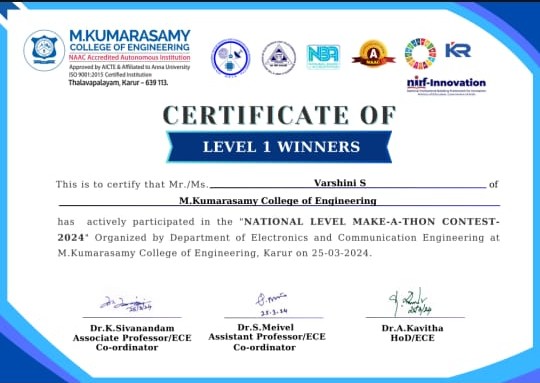 M.KUMARASAMY
COLLEGE OF ENGINEERING
NAAC Accredited Autonomous Institution
Approved by AICTE & Affiliated to Anna University
ISO 9001:2015 Certified Institution
Thalavapalayam, Karur – 639 113.
NBA
NAAC
KR
nirf-Innovation
CERTIFICATE OF
LEVEL 1 WINNERS
This is to certify that Mr./Ms. Varshini S of
M.Kumarasamy College of Engineering
has actively participated in the "NATIONAL LEVEL MAKE-A-THON CONTEST-
2024" Organized by Department of Electronics and Communication Engineering at
M.Kumarasamy College of Engineering, Karur on 25-03-2024.
25.3.24
Dr.K.Sivanandam
Associate Professor/ECE
Co-ordinator
Dr.S.Meivel
Assistant Professor/ECE
Co-ordinator
Dr.A.Kavitha
HoD/ECE